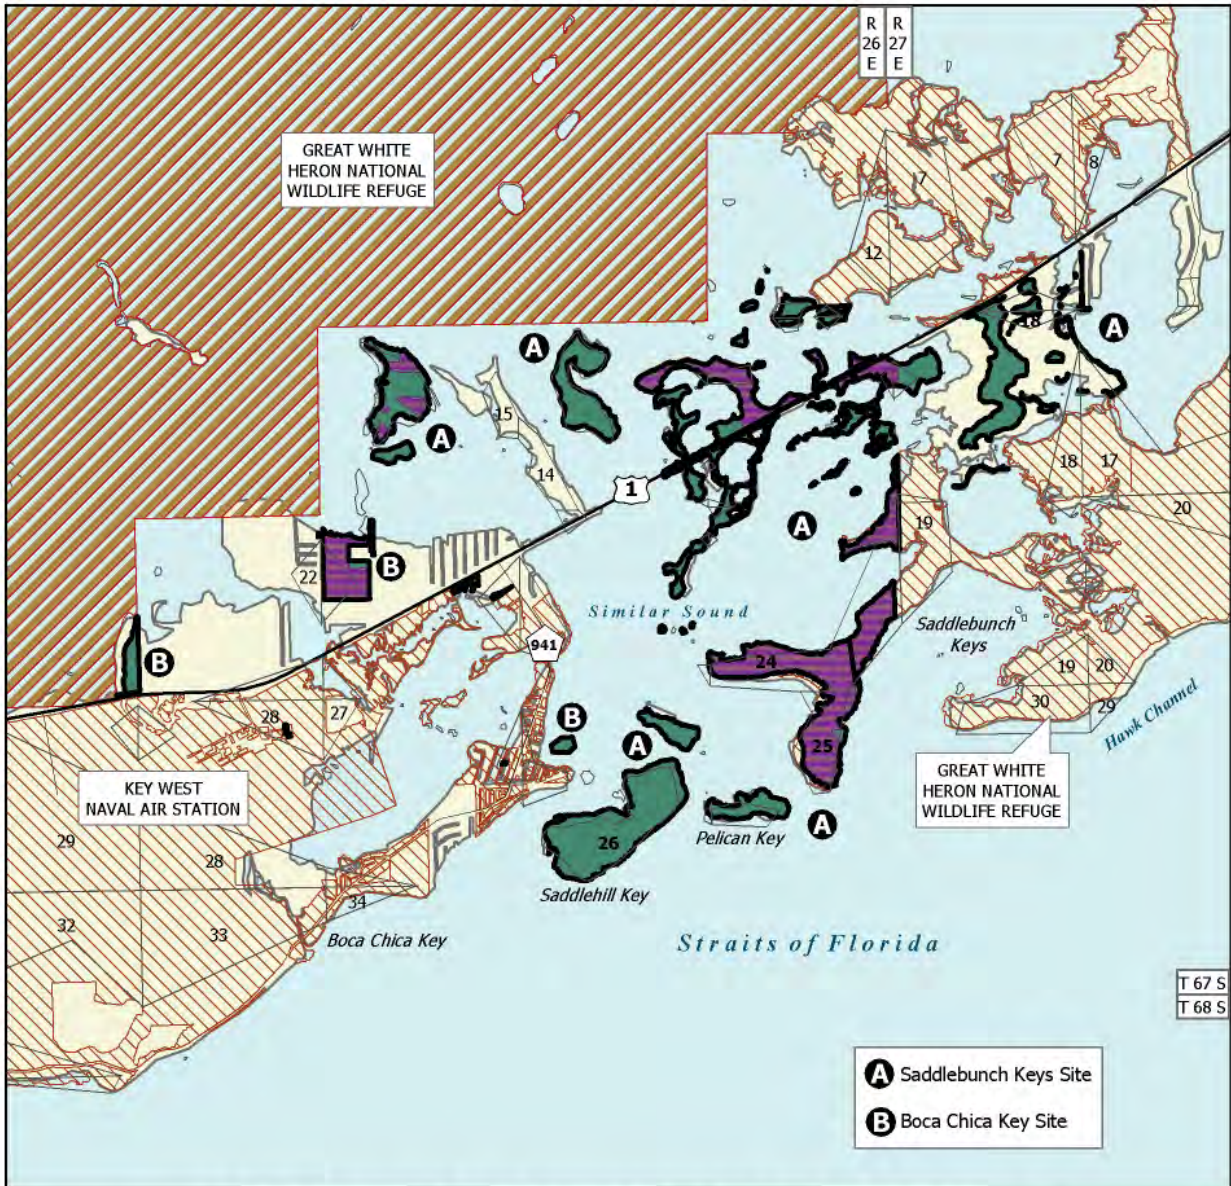 R
26
E
R
27
E
GREAT WHITE
HERON NATIONAL
WILDLIFE REFUGE
7
8
7
12
18
A
A
15
A
14
18
17
1
20
A
19
22
B
Similar Sound
Saddlebunch
Keys
941
24
19
20
B
30
29
Hawk Channel
28
27
B
A
25
KEY WEST
NAVAL AIR STATION
GREAT WHITE
HERON NATIONAL
WILDLIFE REFUGE
29
28
26
Pelican Key
A
Saddlehill Key
34
32
33
Boca Chica Key
Straits of Florida
T 67 S
T 68 S
A Saddlebunch Keys Site
B Boca Chica Key Site